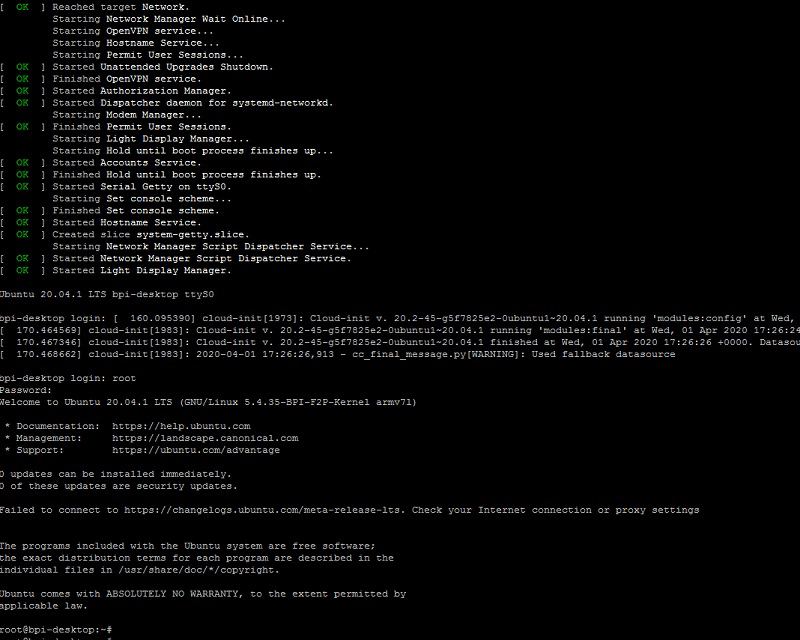 [  OK  ] Reached target Network.
         Starting Network Manager Wait Online...
         Starting OpenVPN service...
         Starting Hostname Service...
         Starting Permit User Sessions...
[  OK  ] Started Unattended Upgrades Shutdown.
[  OK  ] Finished OpenVPN service.
[  OK  ] Started Authorization Manager.
[  OK  ] Started Dispatcher daemon for systemd-networkd.
         Starting Modem Manager...
[  OK  ] Finished Permit User Sessions.
         Starting Light Display Manager...
         Starting Hold until boot process finishes up...
[  OK  ] Started Accounts Service.
[  OK  ] Finished Hold until boot process finishes up.
[  OK  ] Started Serial Getty on ttyS0.
         Starting Set console scheme...
[  OK  ] Finished Set console scheme.
[  OK  ] Started Hostname Service.
[  OK  ] Created slice system-getty.slice.
         Starting Network Manager Script Dispatcher Service...
[  OK  ] Started Network Manager Script Dispatcher Service.
[  OK  ] Started Light Display Manager.
Ubuntu 20.04.1 LTS bpi-desktop ttyS0
bpi-desktop login: [  160.095390] cloud-init[1973]: Cloud-init v. 20.2-45-g5f7825e2-0ubuntu1~20.04.1 running 'modules:config' at Wed,
[  170.464569] cloud-init[1983]: Cloud-init v. 20.2-45-g5f7825e2-0ubuntu1~20.04.1 running 'modules:final' at Wed, 01 Apr 2020 17:26:24
[  170.467346] cloud-init[1983]: Cloud-init v. 20.2-45-g5f7825e2-0ubuntu1~20.04.1 finished at Wed, 01 Apr 2020 17:26:26 +0000. Datasou
[  170.468662] cloud-init[1983]: 2020-04-01 17:26:26,913 - cc_final_message.py[WARNING]: Used fallback datasource
bpi-desktop login: root
Password:
Welcome to Ubuntu 20.04.1 LTS (GNU/Linux 5.4.35-BPI-F2P-Kernel armv7l)
 * Documentation:  https://help.ubuntu.com
 * Management:     https://landscape.canonical.com
 * Support:        https://ubuntu.com/advantage
0 updates can be installed immediately.
0 of these updates are security updates.
Failed to connect to https://changelogs.ubuntu.com/meta-release-lts. Check your Internet connection or proxy settings
The programs included with the Ubuntu system are free software;
the exact distribution terms for each program are described in the
individual files in /usr/share/doc/*/copyright.
Ubuntu comes with ABSOLUTELY NO WARRANTY, to the extent permitted by
applicable law.
root@bpi-desktop:~#